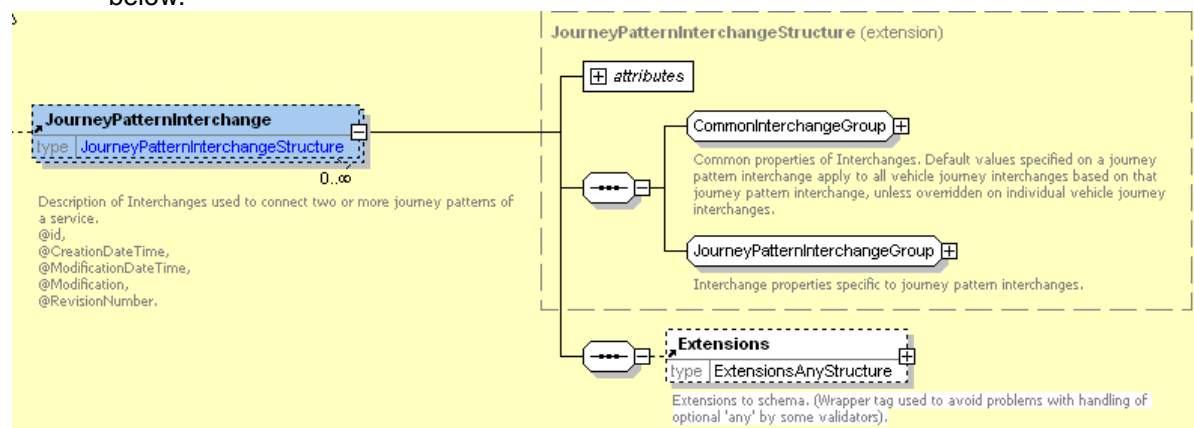 below.
JourneyPatternInterchangeStructure (extension)
attributes
JourneyPatternInterchange
type JourneyPatternInterchangeStructure
0..∞
Description of Interchanges used to connect two or more journey patterns of
a service.
@id,
@CreationDateTime,
@ModificationDateTime,
@Modification,
@RevisionNumber.
CommonInterchangeGroup
Common properties of Interchanges. Default values specified on a journey
pattern interchange apply to all vehicle journey interchanges based on that
journey pattern interchange, unless overridden on individual vehicle journey
interchanges.
JourneyPatternInterchangeGroup
Interchange properties specific to journey pattern interchanges.
Extensions
type ExtensionsAnyStructure
Extensions to schema. (Wrapper tag used to avoid problems with handling of
optional 'any' by some validators).